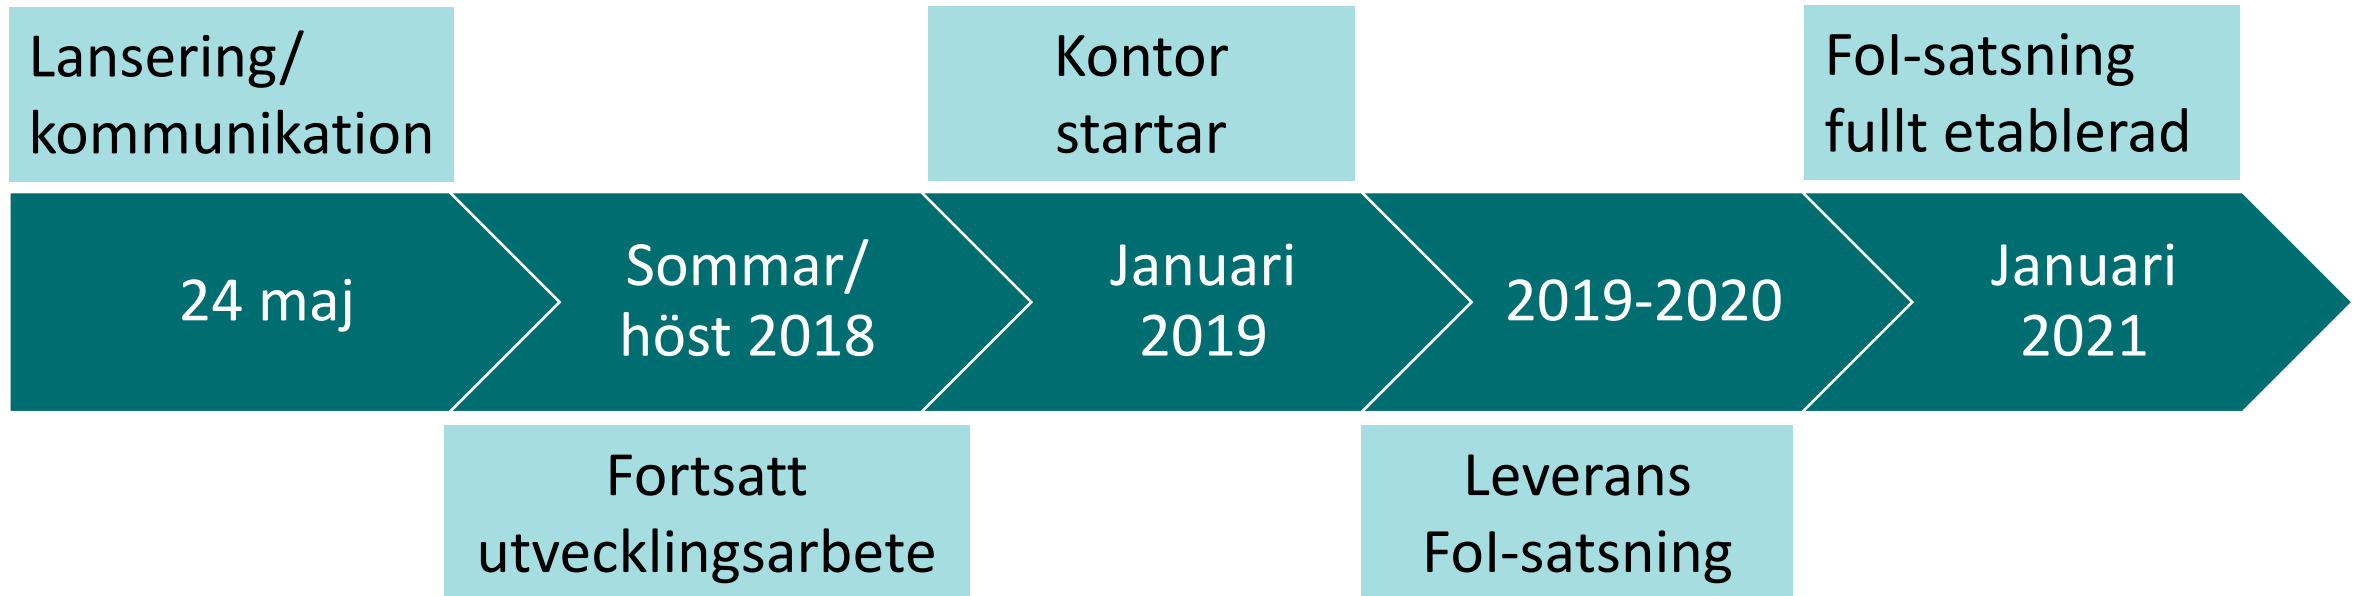 Lansering/
kommunikation
Kontor
startar
FoI-satsning
fullt etablerad
24 maj
Sommar/
höst 2018
Januari
2019
2019-2020
Januari
2021
Fortsatt
utvecklingsarbete
Leverans
FoI-satsning